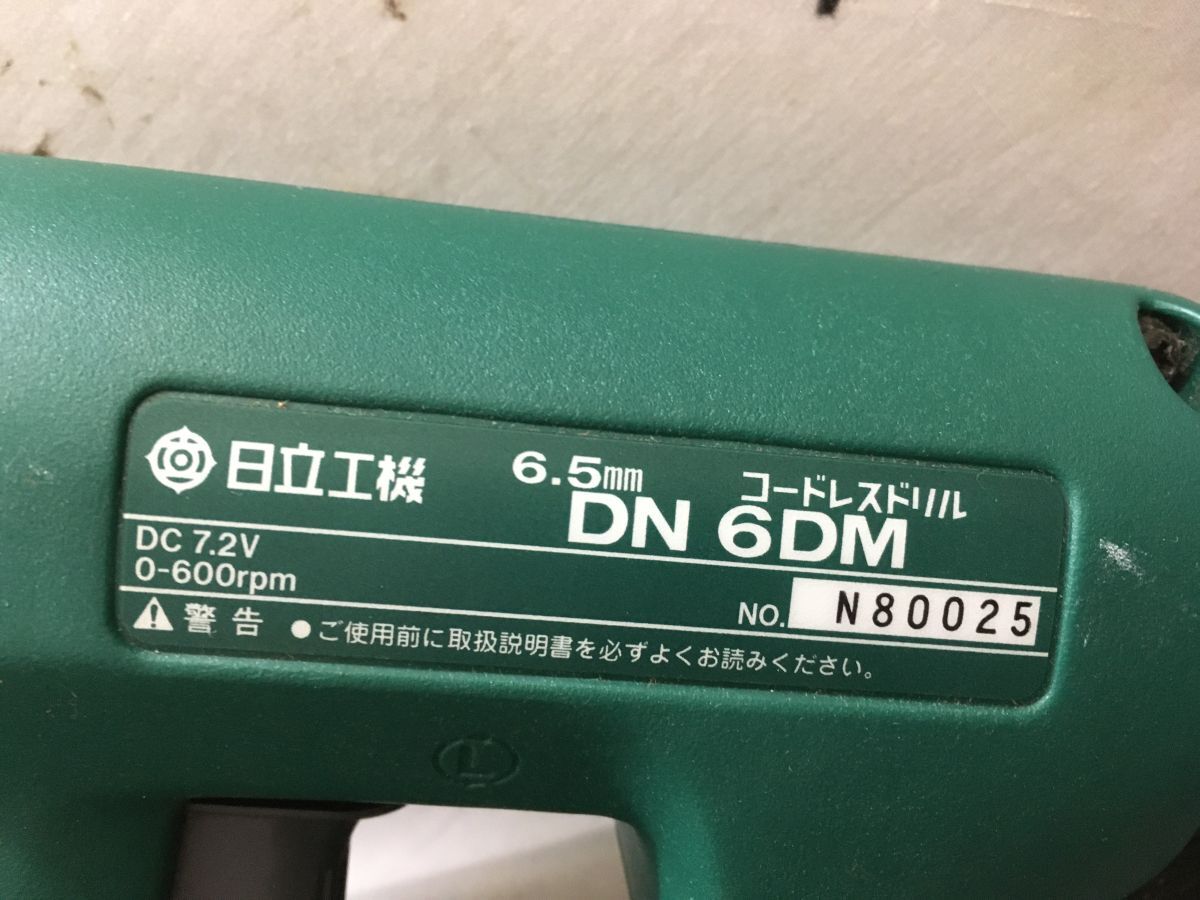 日立工機
6.5mm
コードレスドリル
DN 6DM
DC 7.2V
0-600rpm
NO. N80025
警告 ●ご使用前に取扱説明書を必ずよくお読みください。
L